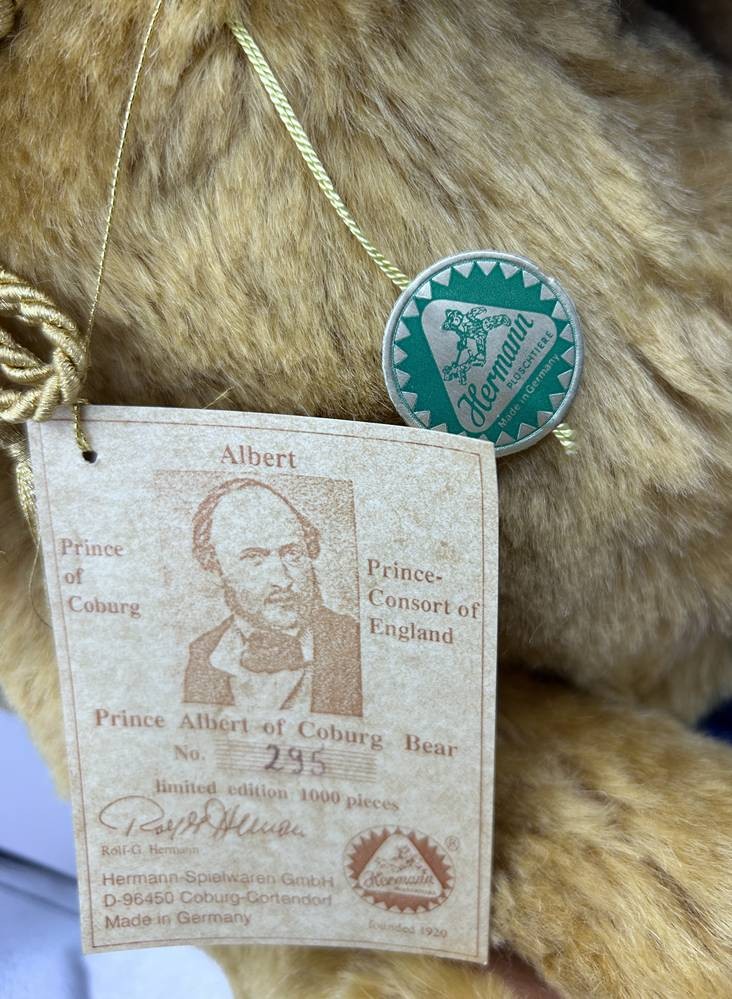 Hermann
PLÜSCHTIERE
Made in Germany
Albert
Prince
of
Coburg
Prince-
Consort of
England
Prince Albert of Coburg Bear
No. 295
limited edition 1000 pieces
Rolf-G. Hermann
Hermann-Spielwaren GmbH
D-96450 Coburg-Cortendorf
Made in Germany
Hermann
®
founded 1920